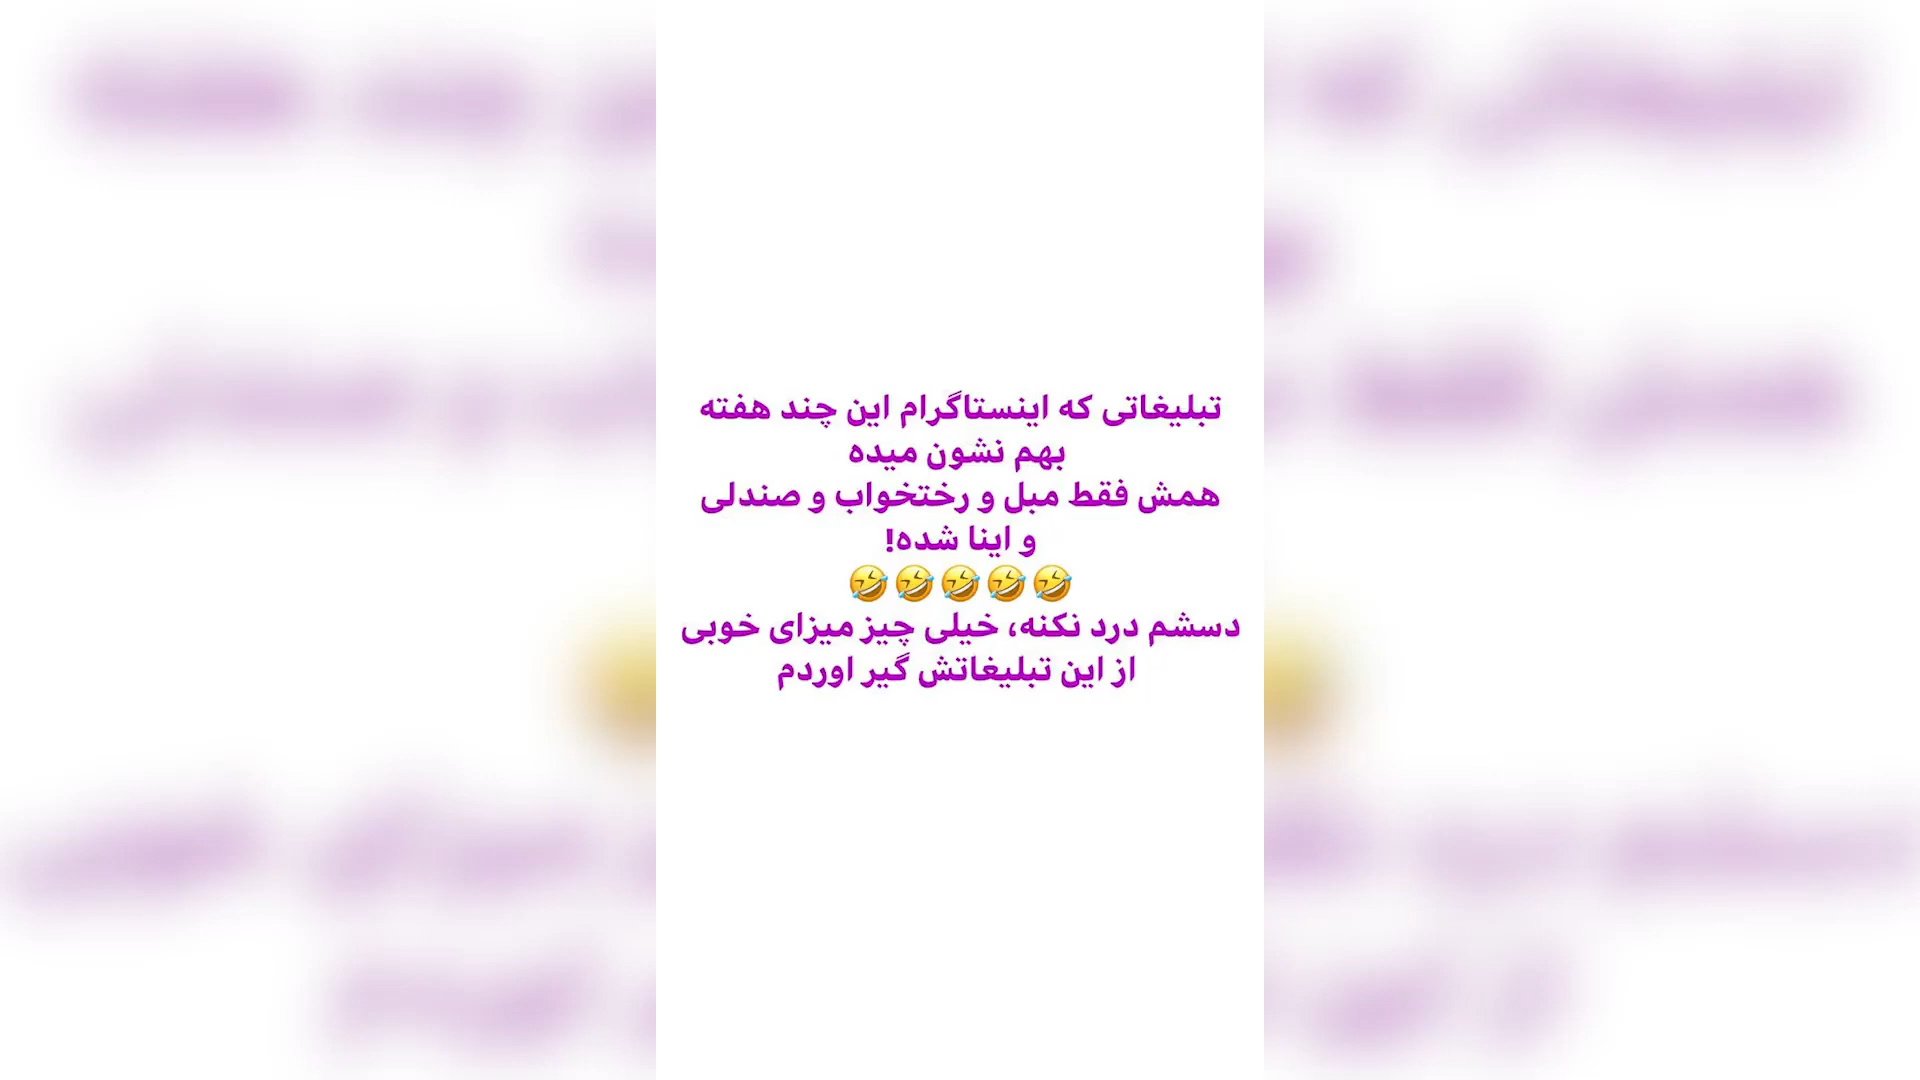 تبلیغاتی که اینستاگرام این چند هفته
بهم نشون میده
همش فقط مبل و رختخواب و صندلی
و اینا شده!
🤣🤣🤣🤣🤣
دسشم درد نکنه، خیلی چیز میزای خوبی
از این تبلیغاتش گیر اوردم